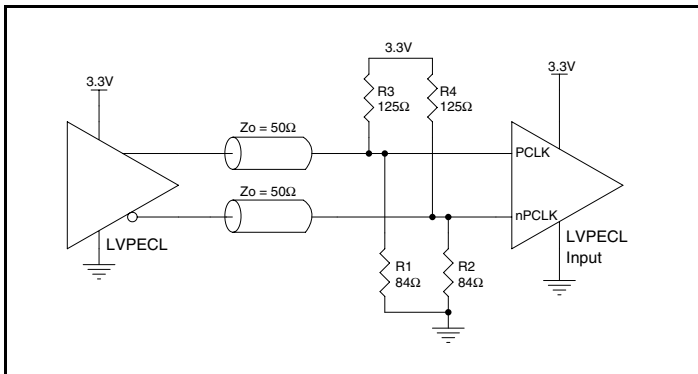 3.3V
3.3V
3.3V
R3
125Ω
R4
125Ω
Zo = 50Ω
PCLK
Zo = 50Ω
nPCLK
LVPECL
LVPECL
Input
R1
84Ω
R2
84Ω